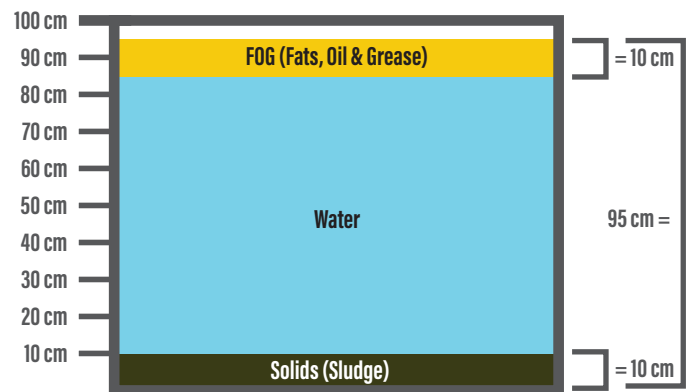 100 cm
90 cm
80 cm
70 cm
60 cm
50 cm
40 cm
30 cm
20 cm
10 cm
FOG (Fats, Oil & Grease)
Water
Solids (Sludge)
= 10 cm
95 cm =
= 10 cm